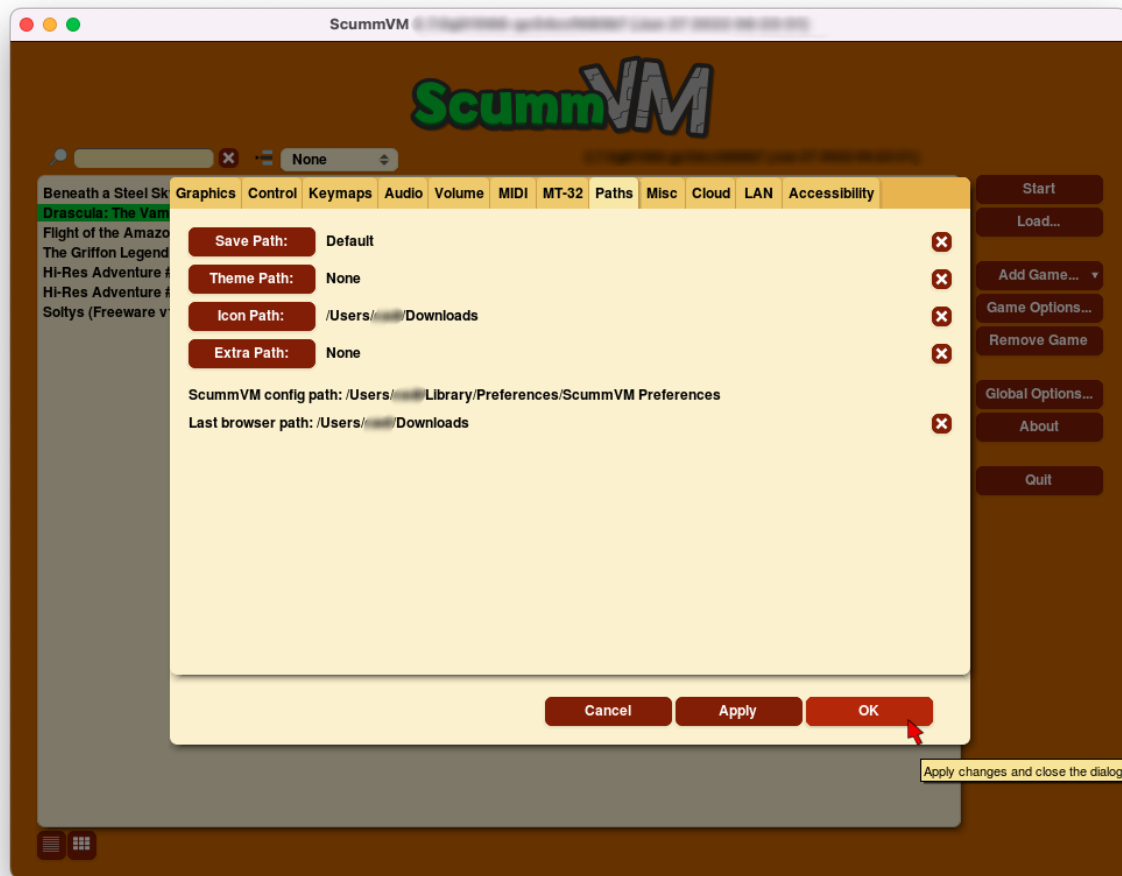 ScummVM
ScummVM
None
Beneath a Steel Sk
Drascula: The Vam
Flight of the Amazo
The Griffon Legend
Hi-Res Adventure #
Hi-Res Adventure #
Soltys (Freeware v
Graphics Control Keymaps Audio Volume MIDI MT-32 Paths Misc Cloud LAN Accessibility
Save Path: Default
Theme Path: None
Icon Path: /Users/ /Downloads
Extra Path: None
ScummVM config path: /Users/ Library/Preferences/ScummVM Preferences
Last browser path: /Users/ /Downloads
Cancel Apply OK
Apply changes and close the dialog
Start
Load...
Add Game...
Game Options...
Remove Game
Global Options...
About
Quit